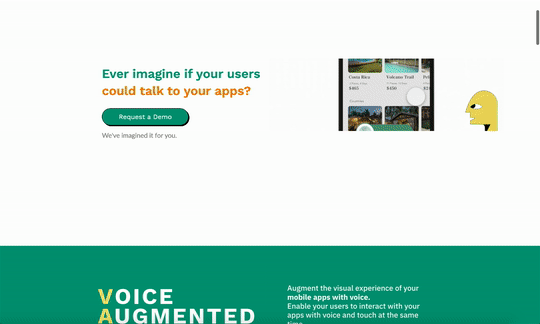 Ever imagine if your users
could talk to your apps?
Request a Demo
We've imagined it for you.
Costa Rica
Volcano Trail
$465
$450
VOICE
AUGMENTED
Augment the visual experience of your
mobile apps with voice.
Enable your users to interact with your
apps with voice and touch at the same
time.